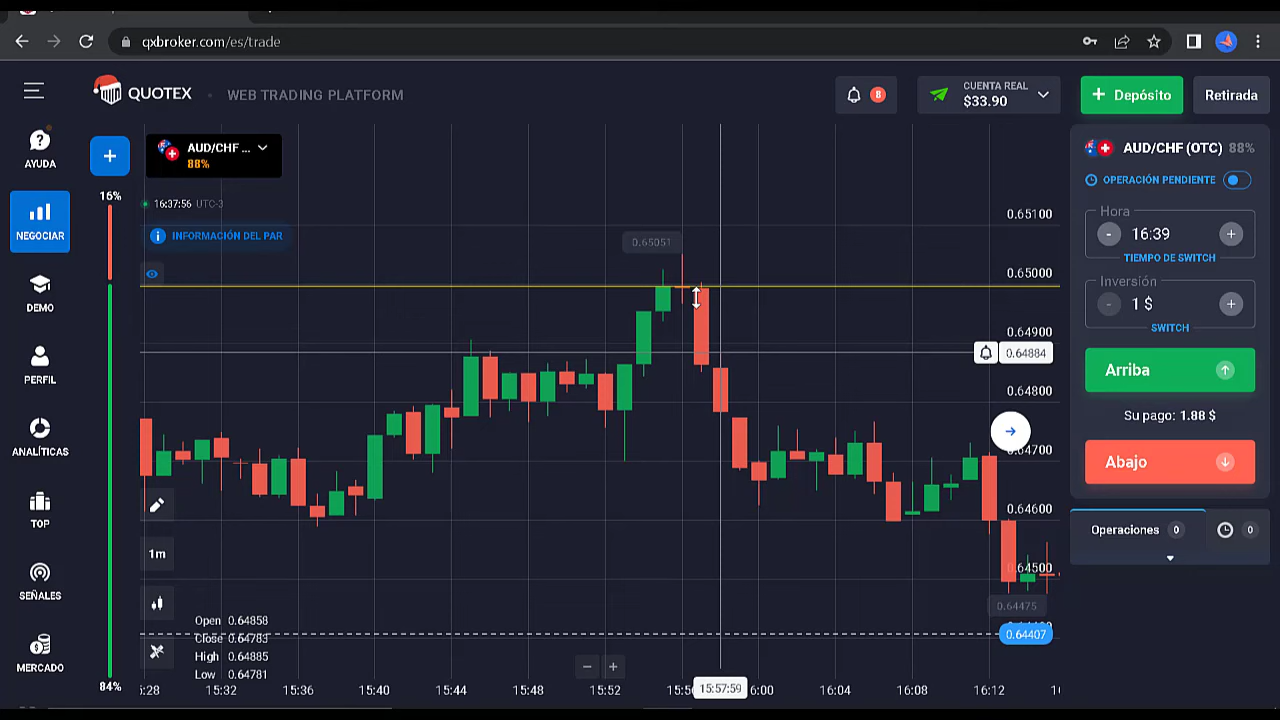 qxbroker.com/es/trade
QUOTEX
WEB TRADING PLATFORM
8
CUENTA REAL
$33.90
+ Depósito
Retirada
AYUDA
NEGOCIAR
DEMO
PERFIL
ANALÍTICAS
TOP
SEÑALES
MERCADO
+
16%
84%
AUD/CHF ...
88%
16:37:56 UTC-3
INFORMACIÓN DEL PAR
0.65051
1m
Open 0.64858
Close 0.64783
High 0.64885
Low 0.64781
0.65100
0.65000
0.64900
0.64884
0.64800
0.64700
0.64600
0.64500
0.64475
0.64407
15:32
15:36
15:40
15:44
15:48
15:52
15:57:59
16:04
16:08
16:12
AUD/CHF (OTC) 88%
OPERACIÓN PENDIENTE
Hora
- 16:39 +
TIEMPO DE SWITCH
Inversión
- 1 $ +
SWITCH
Arriba
Su pago: 1.88 $
Abajo
Operaciones 0
0